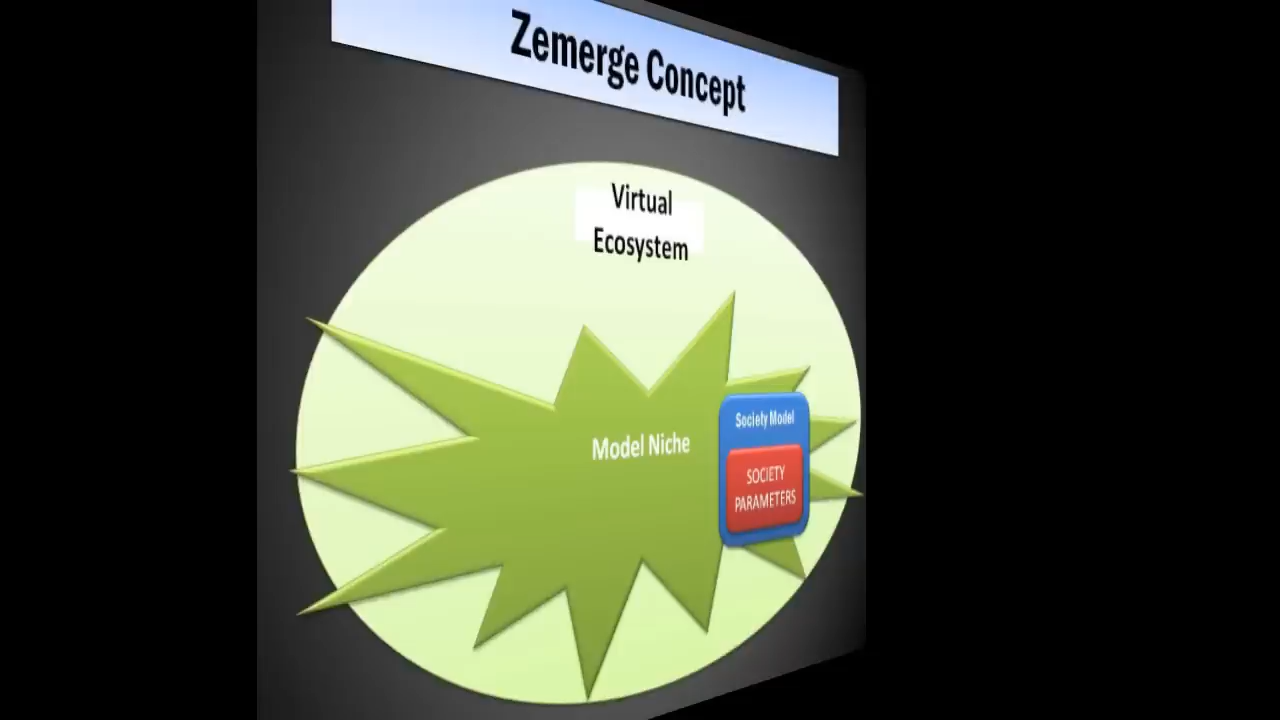 Zemerge Concept
Virtual
Ecosystem
Model Niche
Society Model
SOCIETY
PARAMETERS